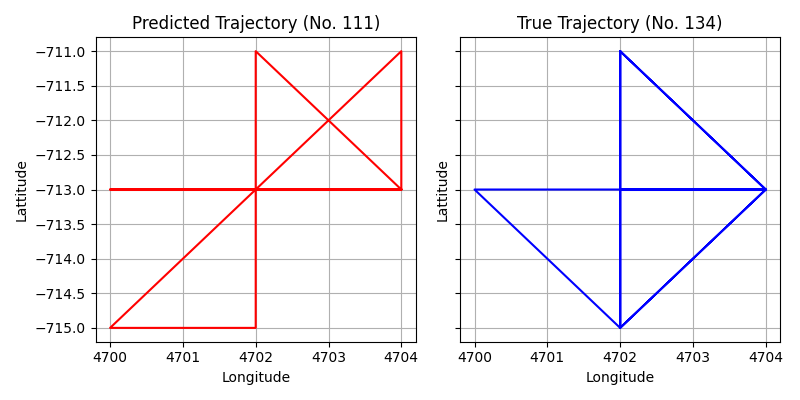 Predicted Trajectory (No. 111)
True Trajectory (No. 134)
Lattitude
−711.0
−711.5
−712.0
−712.5
−713.0
−713.5
−714.0
−714.5
−715.0
4700 4701 4702 4703 4704
Longitude
Lattitude
4700 4701 4702 4703 4704
Longitude